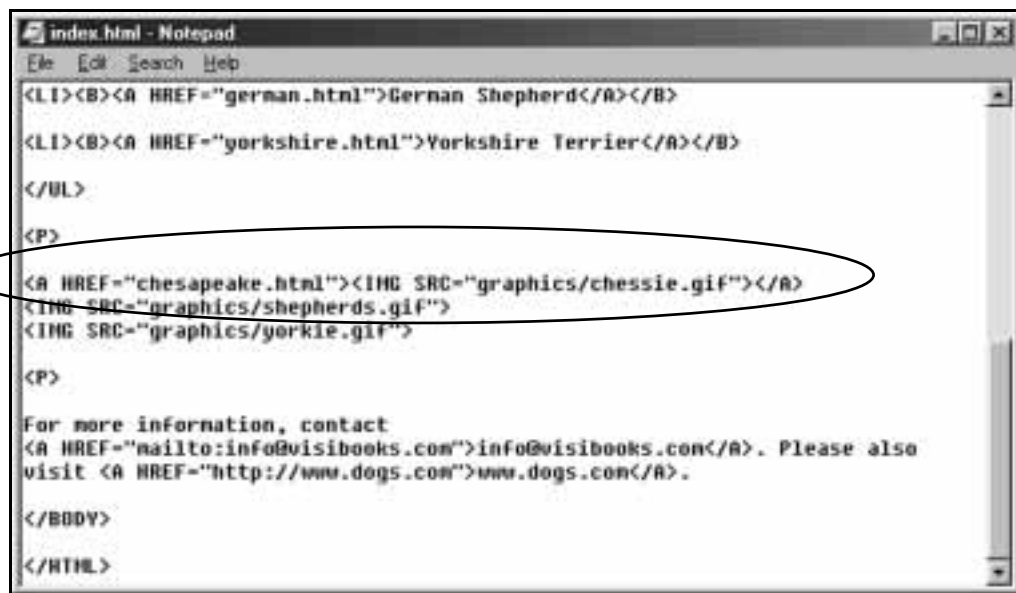 index.html - Notepad
File Edit Search Help
<LI><B><A HREF="german.html">German Shepherd</A></B>
<LI><B><A HREF="yorkshire.html">Yorkshire Terrier</A></B>
</UL>
<P>
<A HREF="chesapeake.html"><IMG SRC="graphics/chessie.gif"></A>
<IMG SRC="graphics/shepherds.gif">
<IMG SRC="graphics/yorkie.gif">
<P>
For more information, contact
<A HREF="mailto:info@visibooks.com">info@visibooks.com</A>. Please also
visit <A HREF="http://www.dogs.com">www.dogs.com</A>.
</BODY>
</HTML>